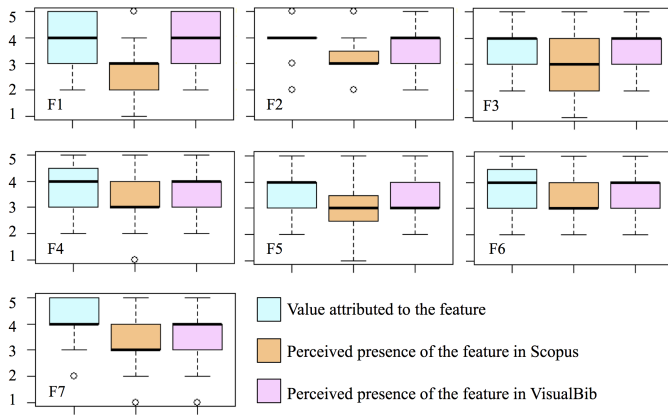 5
4
3
2
1
F1
F2
F3
5
4
3
2
1
F4
F5
F6
5
4
3
2
1
F7
Value attributed to the feature
Perceived presence of the feature in Scopus
Perceived presence of the feature in VisualBib